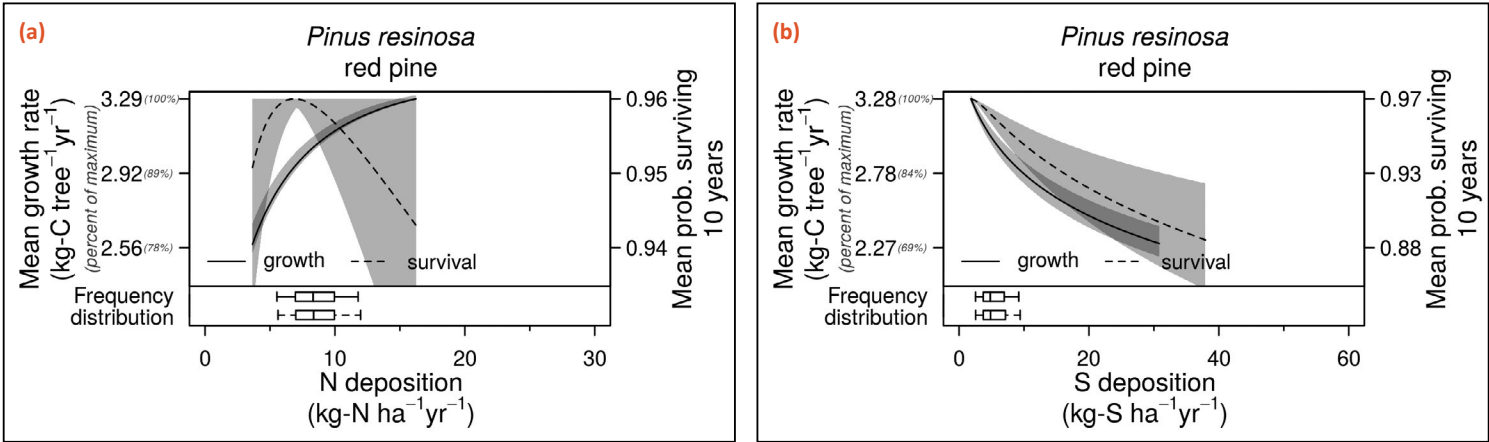 (a)
Pinus resinosa
red pine
Mean growth rate
(kg-C tree−1yr−1)
(percent of maximum)
3.29 (100%)
2.92 (89%)
2.56 (78%)
0.96
0.95
0.94
Mean prob. surviving
10 years
growth
survival
Frequency
distribution
0 10 20 30
N deposition
(kg-N ha−1yr−1)
(b)
Pinus resinosa
red pine
Mean growth rate
(kg-C tree−1yr−1)
(percent of maximum)
3.28 (100%)
2.78 (84%)
2.27 (69%)
0.97
0.93
0.88
Mean prob. surviving
10 years
growth
survival
Frequency
distribution
0 20 40 60
S deposition
(kg-S ha−1yr−1)